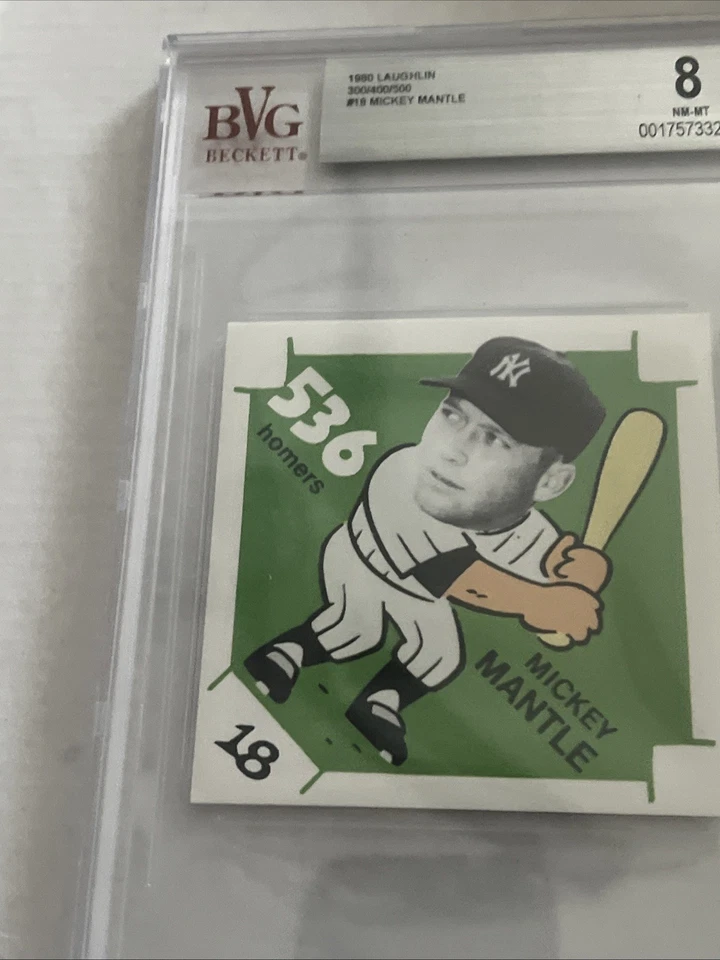 BVG
BECKETT®
1980 LAUGHLIN
300/400/500
#18 MICKEY MANTLE
8
NM-MT
001757332
NY
536
homers
MICKEY
MANTLE
18